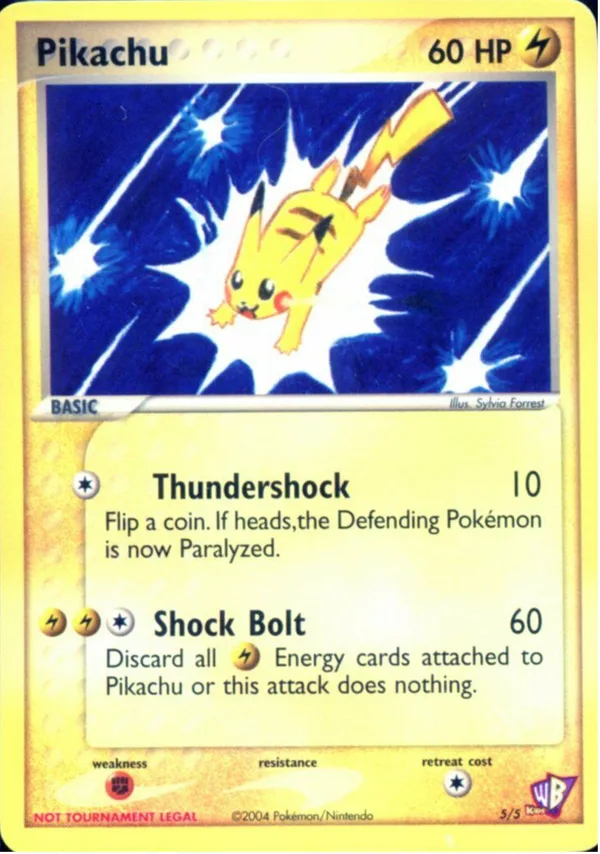 Pikachu 60 HP
BASIC Illus. Sylvia Forrest
Thundershock 10
Flip a coin. If heads,the Defending Pokémon
is now Paralyzed.
Shock Bolt 60
Discard all Energy cards attached to
Pikachu or this attack does nothing.
weakness resistance retreat cost
NOT TOURNAMENT LEGAL ©2004 Pokémon/Nintendo 5/5 WB